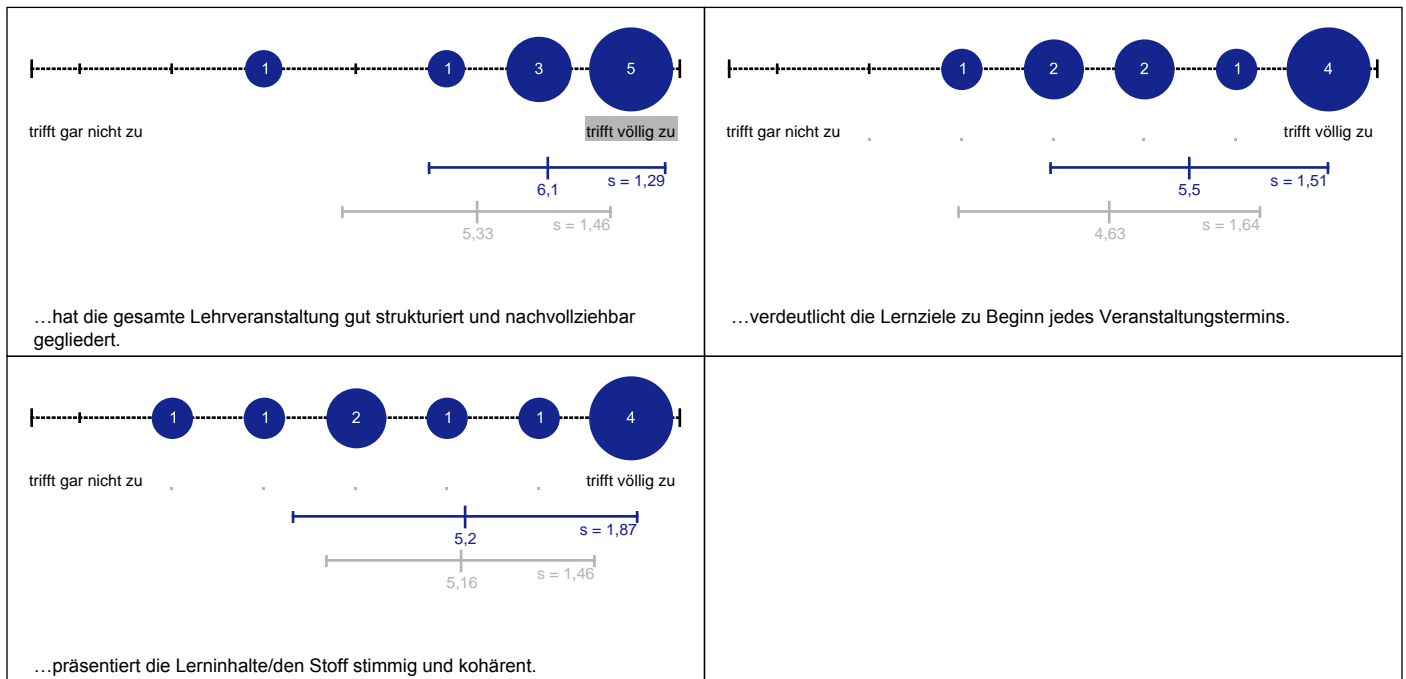 1
1
3
5
trifft gar nicht zu
trifft völlig zu
s = 1,29
6,1
s = 1,46
5,33
…hat die gesamte Lehrveranstaltung gut strukturiert und nachvollziehbar
gegliedert.
1
2
2
1
4
trifft gar nicht zu
trifft völlig zu
s = 1,51
5,5
s = 1,64
4,63
…verdeutlicht die Lernziele zu Beginn jedes Veranstaltungstermins.
1
1
2
1
1
4
trifft gar nicht zu
trifft völlig zu
s = 1,87
5,2
s = 1,46
5,16
…präsentiert die Lerninhalte/den Stoff stimmig und kohärent.